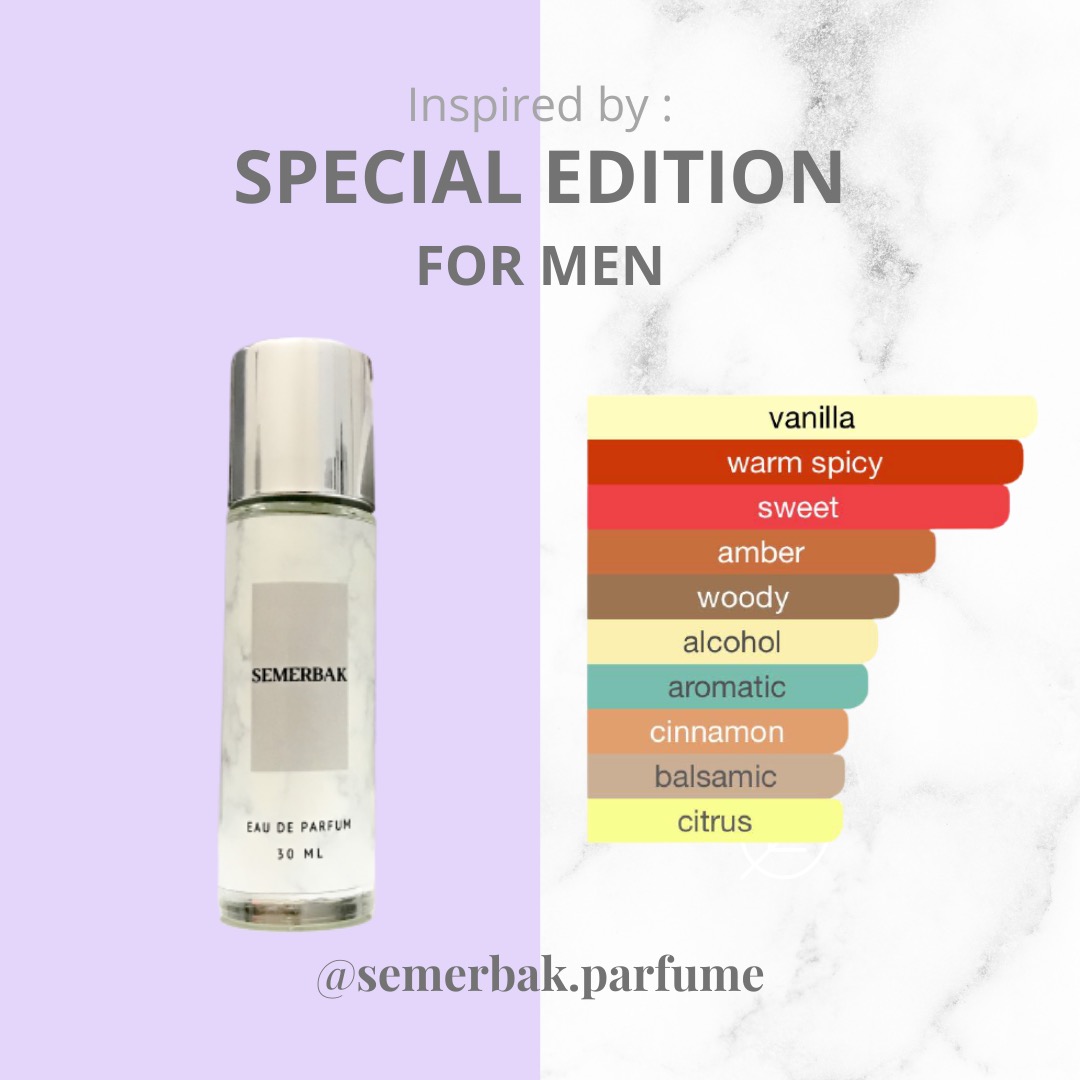 Inspired by :
SPECIAL EDITION
FOR MEN
vanilla
warm spicy
sweet
amber
woody
alcohol
aromatic
cinnamon
balsamic
citrus
SEMERBAK
EAU DE PARFUM
30 ML
@semerbak.parfume